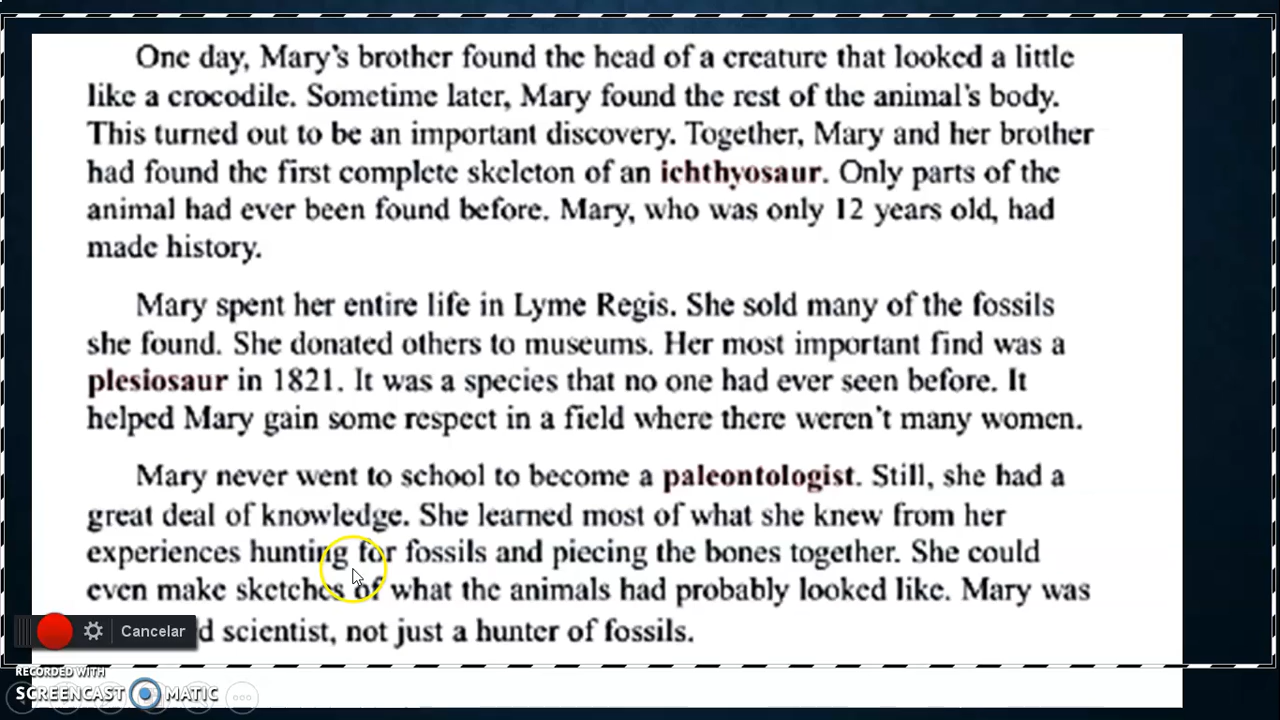 One day, Mary's brother found the head of a creature that looked a little
like a crocodile. Sometime later, Mary found the rest of the animal's body.
This turned out to be an important discovery. Together, Mary and her brother
had found the first complete skeleton of an ichthyosaur. Only parts of the
animal had ever been found before. Mary, who was only 12 years old, had
made history.
Mary spent her entire life in Lyme Regis. She sold many of the fossils
she found. She donated others to museums. Her most important find was a
plesiosaur in 1821. It was a species that no one had ever seen before. It
helped Mary gain some respect in a field where there weren't many women.
Mary never went to school to become a paleontologist. Still, she had a
great deal of knowledge. She learned most of what she knew from her
experiences hunting for fossils and piecing the bones together. She could
even make sketches of what the animals had probably looked like. Mary was
scientist, not just a hunter of fossils.
Cancelar
RECORDED WITH
SCREENCAST MATIC